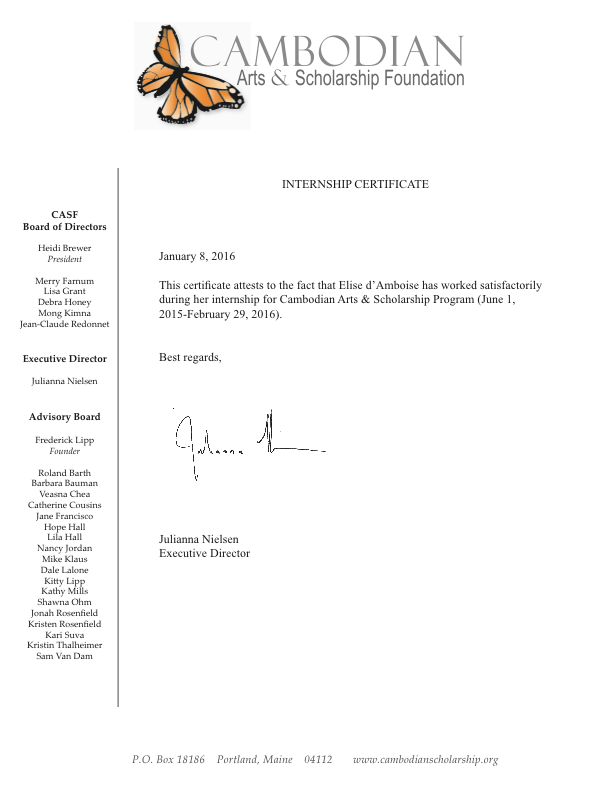 CAMBODIAN
Arts & Scholarship Foundation
INTERNSHIP CERTIFICATE
CASF
Board of Directors
Heidi Brewer
President
Merry Farnum
Lisa Grant
Debra Honey
Mong Kimna
Jean-Claude Redonnet
Executive Director
Julianna Nielsen
Advisory Board
Frederick Lipp
Founder
Roland Barth
Barbara Bauman
Veasna Chea
Catherine Cousins
Jane Francisco
Hope Hall
Lila Hall
Nancy Jordan
Mike Klaus
Dale Lalone
Kitty Lipp
Kathy Mills
Shawna Ohm
Jonah Rosenfield
Kristen Rosenfield
Kari Suva
Kristin Thalheimer
Sam Van Dam
January 8, 2016
This certificate attests to the fact that Elise d’Amboise has worked satisfactorily
during her internship for Cambodian Arts & Scholarship Program (June 1,
2015-February 29, 2016).
Best regards,
Julianna N
Julianna Nielsen
Executive Director
P.O. Box 18186 Portland, Maine 04112 www.cambodianscholarship.org